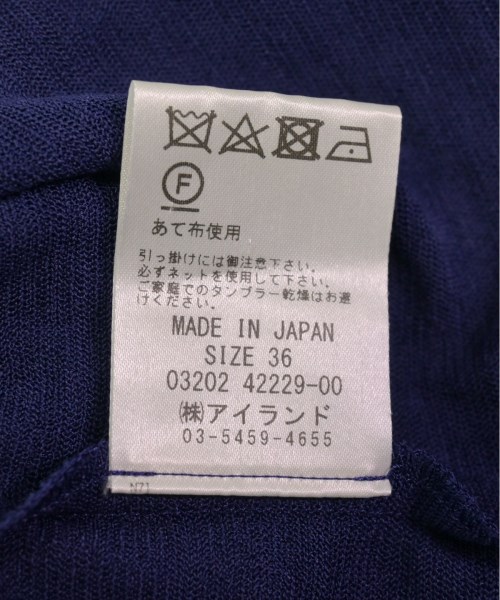 F
あて布使用
引っ掛けには御注意下さい。
必ずネットを使用して下さい。
ご家庭でのタンブラー乾燥はお避
けください。
MADE IN JAPAN
SIZE 36
03202 42229-00
㈱アイランド
03-5459-4655
N71